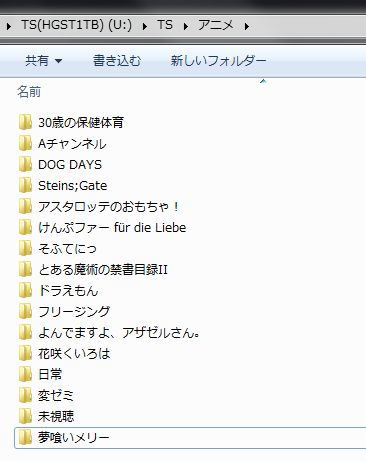 TS(HGST1TB) (U:) ▸ TS ▸ アニメ ▸
共有 ▼ 書き込む 新しいフォルダー
名前
30歳の保健体育
Aチャンネル
DOG DAYS
Steins;Gate
アスタロッテのおもちゃ！
けんぷファー für die Liebe
そふてにっ
とある魔術の禁書目録II
ドラえもん
フリージング
よんでますよ、アザゼルさん。
花咲くいろは
日常
変ゼミ
未視聴
夢喰いメリー